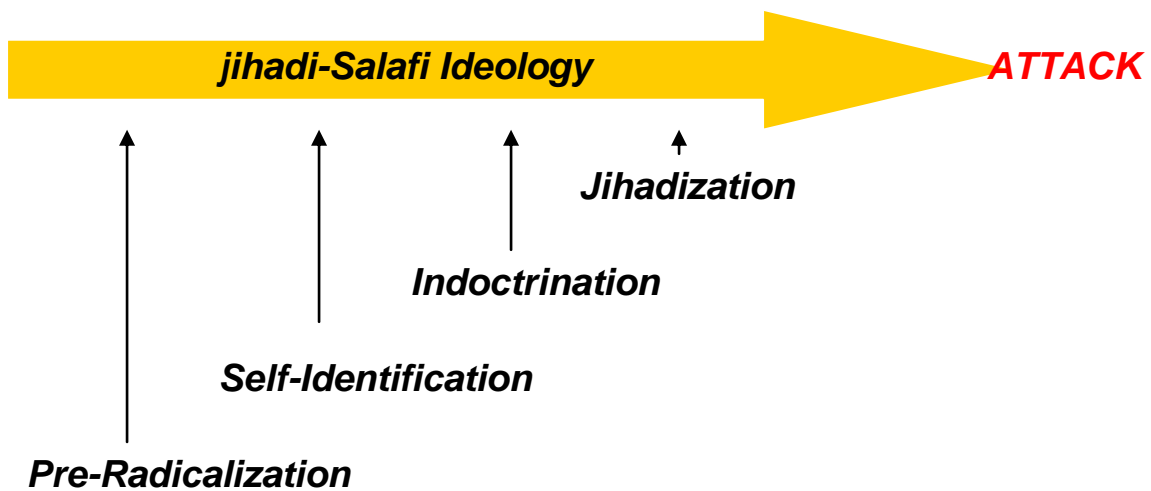 jihadi-Salafi Ideology ATTACK
Jihadization
Indoctrination
Self-Identification
Pre-Radicalization